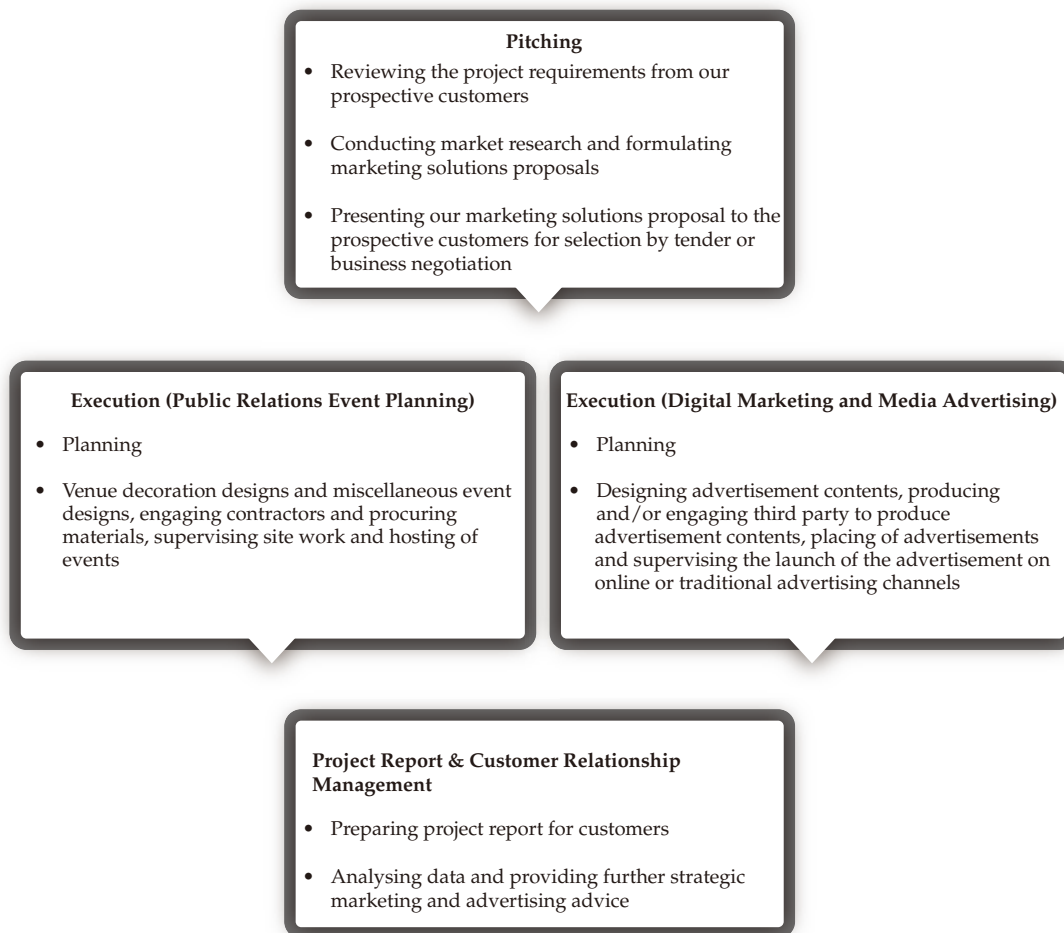 Pitching
• Reviewing the project requirements from our
prospective customers
• Conducting market research and formulating
marketing solutions proposals
• Presenting our marketing solutions proposal to the
prospective customers for selection by tender or
business negotiation
Execution (Public Relations Event Planning)
• Planning
• Venue decoration designs and miscellaneous event
designs, engaging contractors and procuring
materials, supervising site work and hosting of
events
Execution (Digital Marketing and Media Advertising)
• Planning
• Designing advertisement contents, producing
and/or engaging third party to produce
advertisement contents, placing of advertisements
and supervising the launch of the advertisement on
online or traditional advertising channels
Project Report & Customer Relationship
Management
• Preparing project report for customers
• Analysing data and providing further strategic
marketing and advertising advice